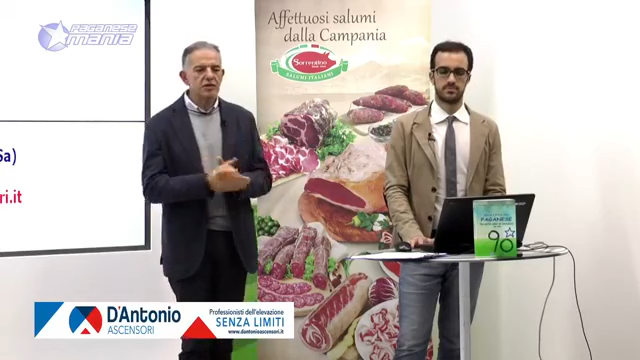 PAGANESE
mania
Affettuosi salumi
dalla Campania
Sorrentino
SALUMI ITALIANI
Sa)
ri.it
PAGANESE
90
D'Antonio
ASCENSORI
Professionisti dell'elevazione
SENZA LIMITI
www.dantonioascensori.it